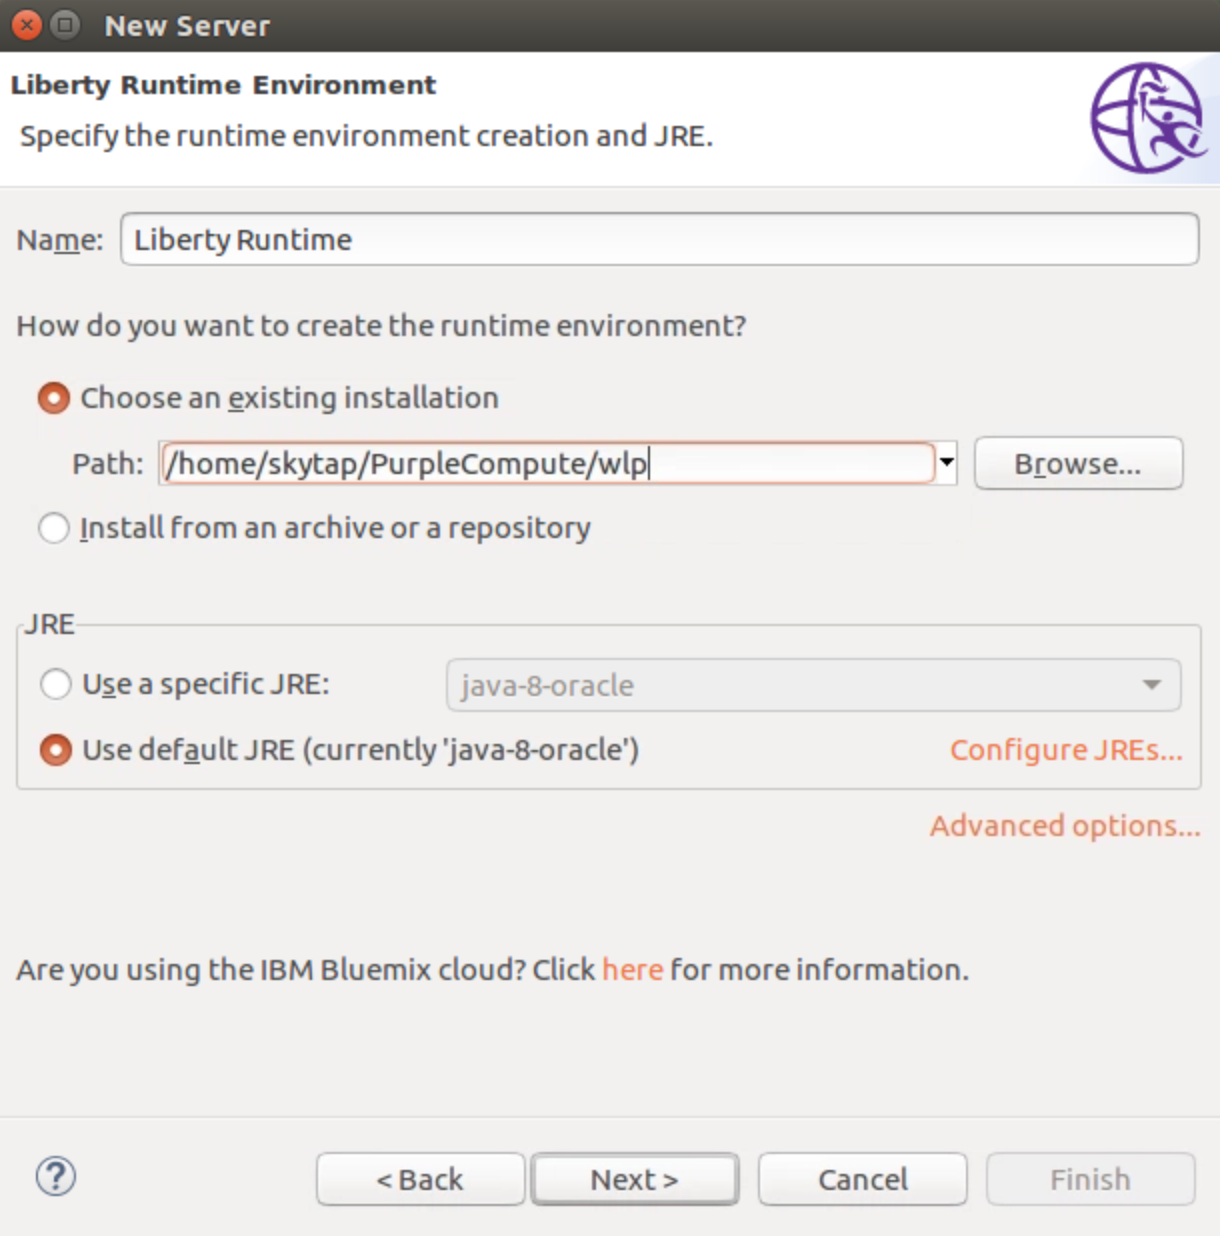 New Server
Liberty Runtime Environment
Specify the runtime environment creation and JRE.
Name: Liberty Runtime
How do you want to create the runtime environment?
Choose an existing installation
Path: /home/skytap/PurpleCompute/wlp Browse...
Install from an archive or a repository
JRE
Use a specific JRE: java-8-oracle
Use default JRE (currently 'java-8-oracle') Configure JREs...
Advanced options...
Are you using the IBM Bluemix cloud? Click here for more information.
? < Back Next > Cancel Finish